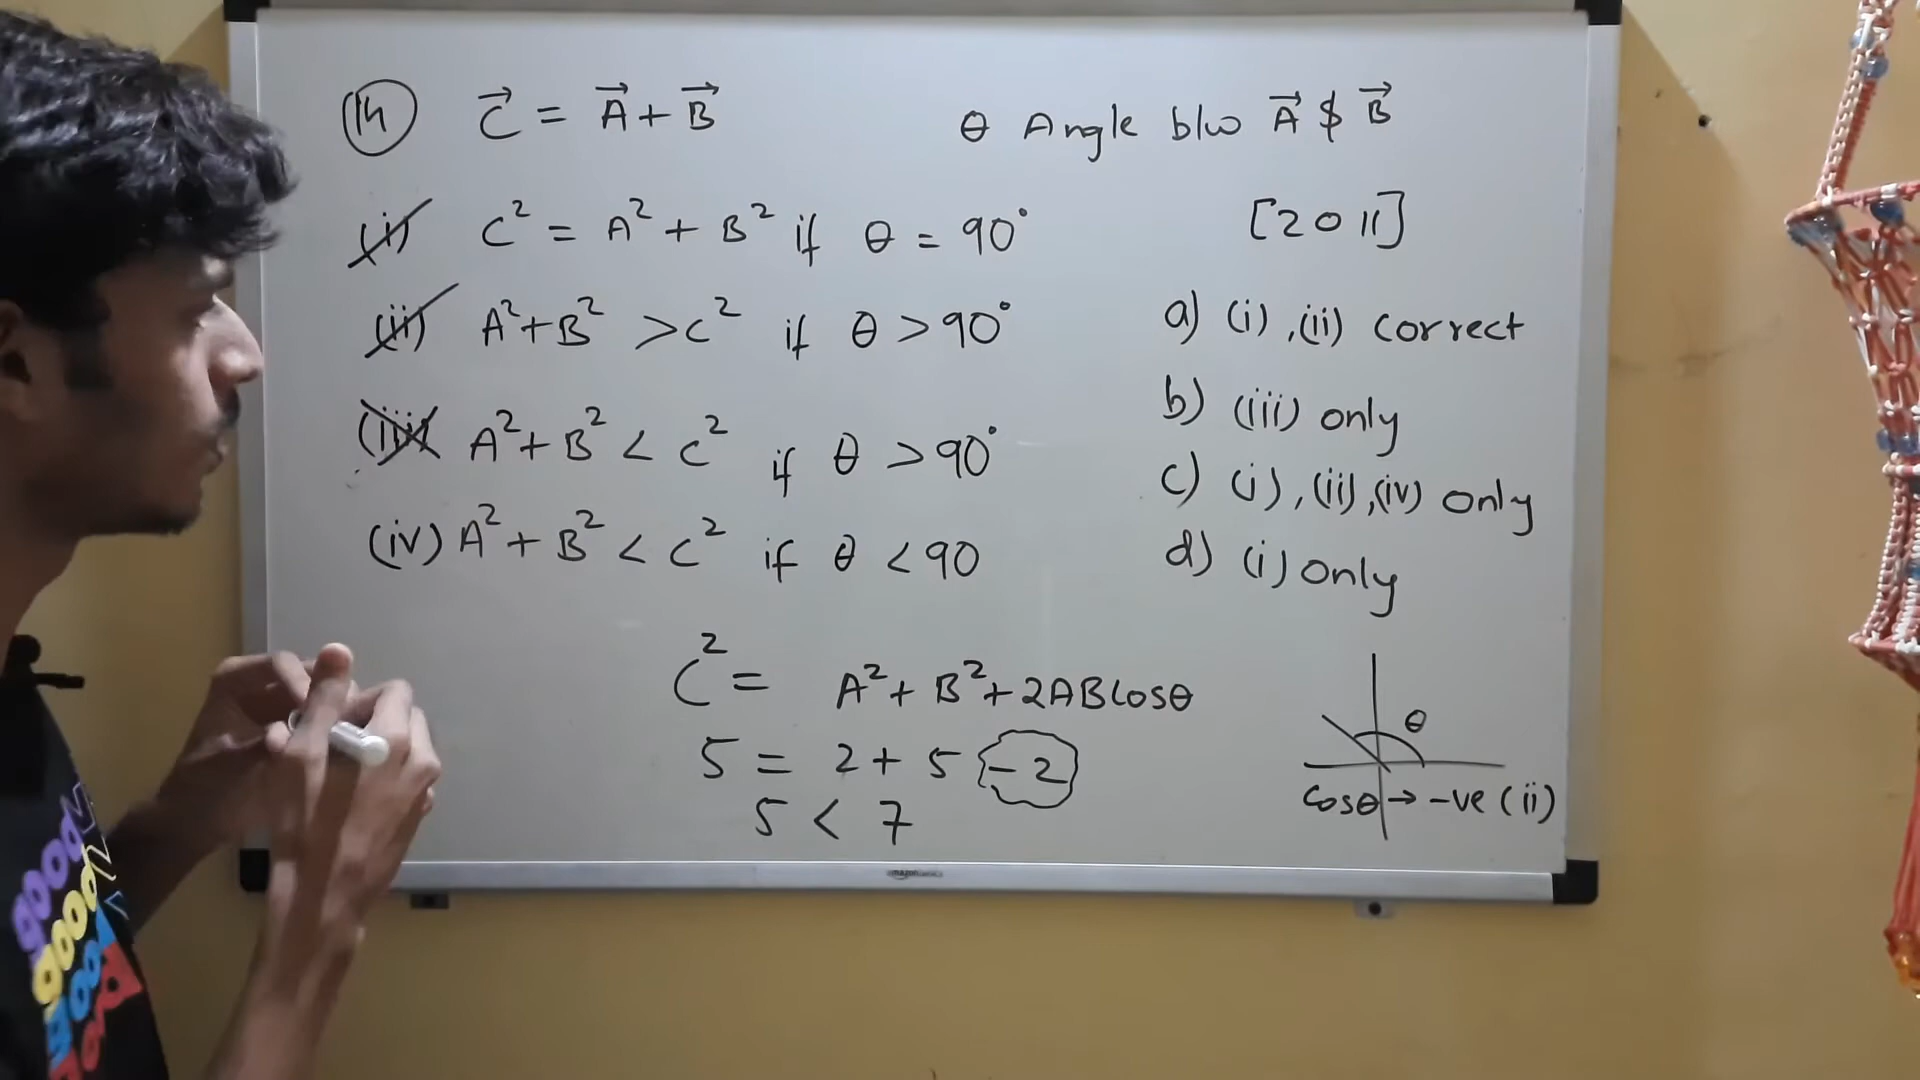 14 C⃗ = A⃗ + B⃗ θ Angle b/w A⃗ & B⃗
(i) C² = A² + B² if θ = 90° [2011]
(ii) A²+B² > C² if θ > 90°
a) (i), (ii) correct
(iii) A²+B² < C² if θ > 90°
b) (iii) only
c) (i), (ii), (iv) only
(iv) A² + B² < C² if θ < 90
d) (i) only
C² = A² + B² + 2ABCosθ
θ
5 = 2 + 5 - 2
Cosθ → -ve (ii)
5 < 7